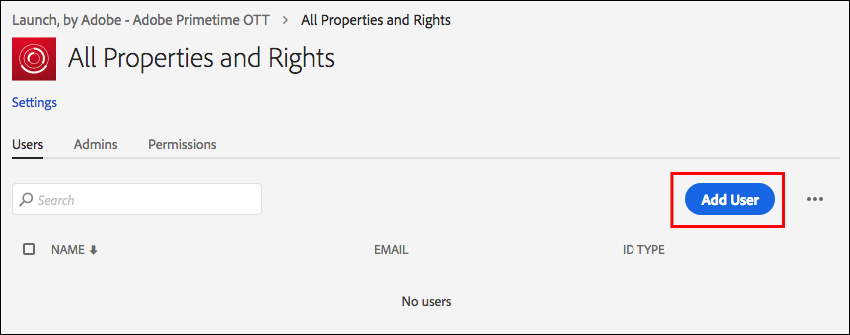 Launch, by Adobe - Adobe Primetime OTT > All Properties and Rights
All Properties and Rights
Settings
Users Admins Permissions
Search Add User
NAME EMAIL ID TYPE
No users